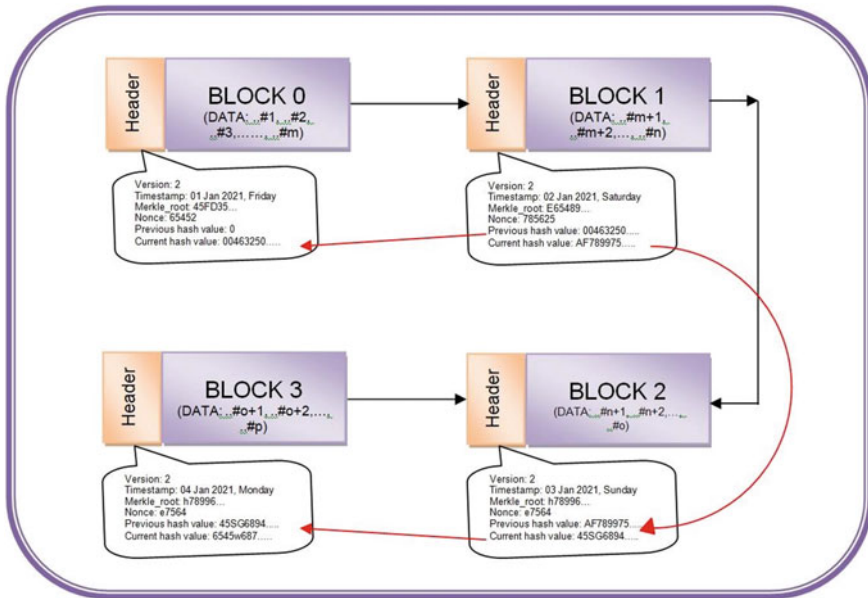 Header
BLOCK 0
(DATA: ..#1, ..#2,
..#3,……, ..#m)
Version: 2
Timestamp: 01 Jan 2021, Friday
Merkle_root: 45FD35…
Nonce: 65452
Previous hash value: 0
Current hash value: 00463250…..
Header
BLOCK 1
(DATA: ..#m+1,
..#m+2,…, ..#n)
Version: 2
Timestamp: 02 Jan 2021, Saturday
Merkle_root: E65489…
Nonce: 785625
Previous hash value: 00463250…..
Current hash value: AF789975…..
Header
BLOCK 3
(DATA: ..#o+1, ..#o+2,…,
..#p)
Version: 2
Timestamp: 04 Jan 2021, Monday
Merkle_root: h78996…
Nonce: e7564
Previous hash value: 45SG6894…..
Current hash value: 6545w687…..
Header
BLOCK 2
(DATA: ..#n+1, ..#n+2,…,
..#o)
Version: 2
Timestamp: 03 Jan 2021, Sunday
Merkle_root: h78996…
Nonce: e7564
Previous hash value: AF789975…..
Current hash value: 45SG6894…..